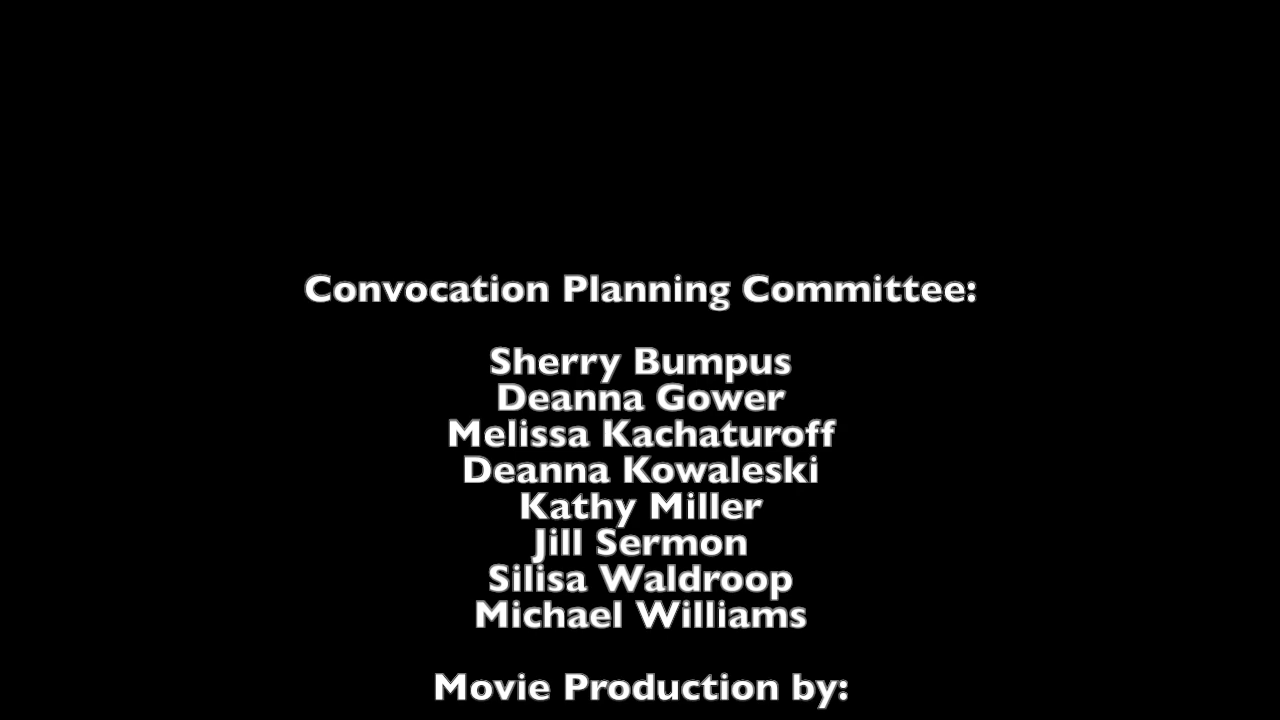 Convocation Planning Committee:
Sherry Bumpus
Deanna Gower
Melissa Kachaturoff
Deanna Kowaleski
Kathy Miller
Jill Sermon
Silisa Waldroop
Michael Williams
Movie Production by: